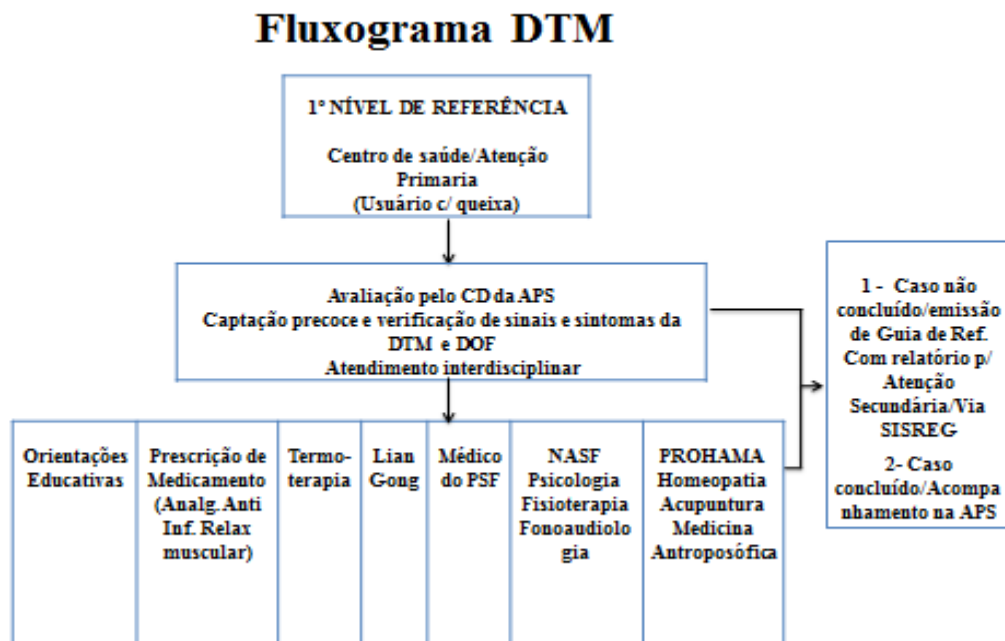 Fluxograma DTM
1º NÍVEL DE REFERÊNCIA
Centro de saúde/Atenção
Primaria
(Usuário c/ queixa)
Avaliação pelo CD da APS
Captação precoce e verificação de sinais e sintomas da
DTM e DOF
Atendimento interdisciplinar
1 - Caso não
concluído/emissão
de Guia de Ref.
Com relatório p/
Atenção
Secundária/Via
SISREG
2- Caso
concluído/Acompa
nhamento na APS
Orientações
Educativas
Prescrição de
Medicamento
(Analg. Anti
Inf. Relax
muscular)
Termo-
terapia
Lian
Gong
Médico
do PSF
NASF
Psicologia
Fisioterapia
Fonoaudiolo
gia
PROHAMA
Homeopatia
Acupuntura
Medicina
Antroposófica